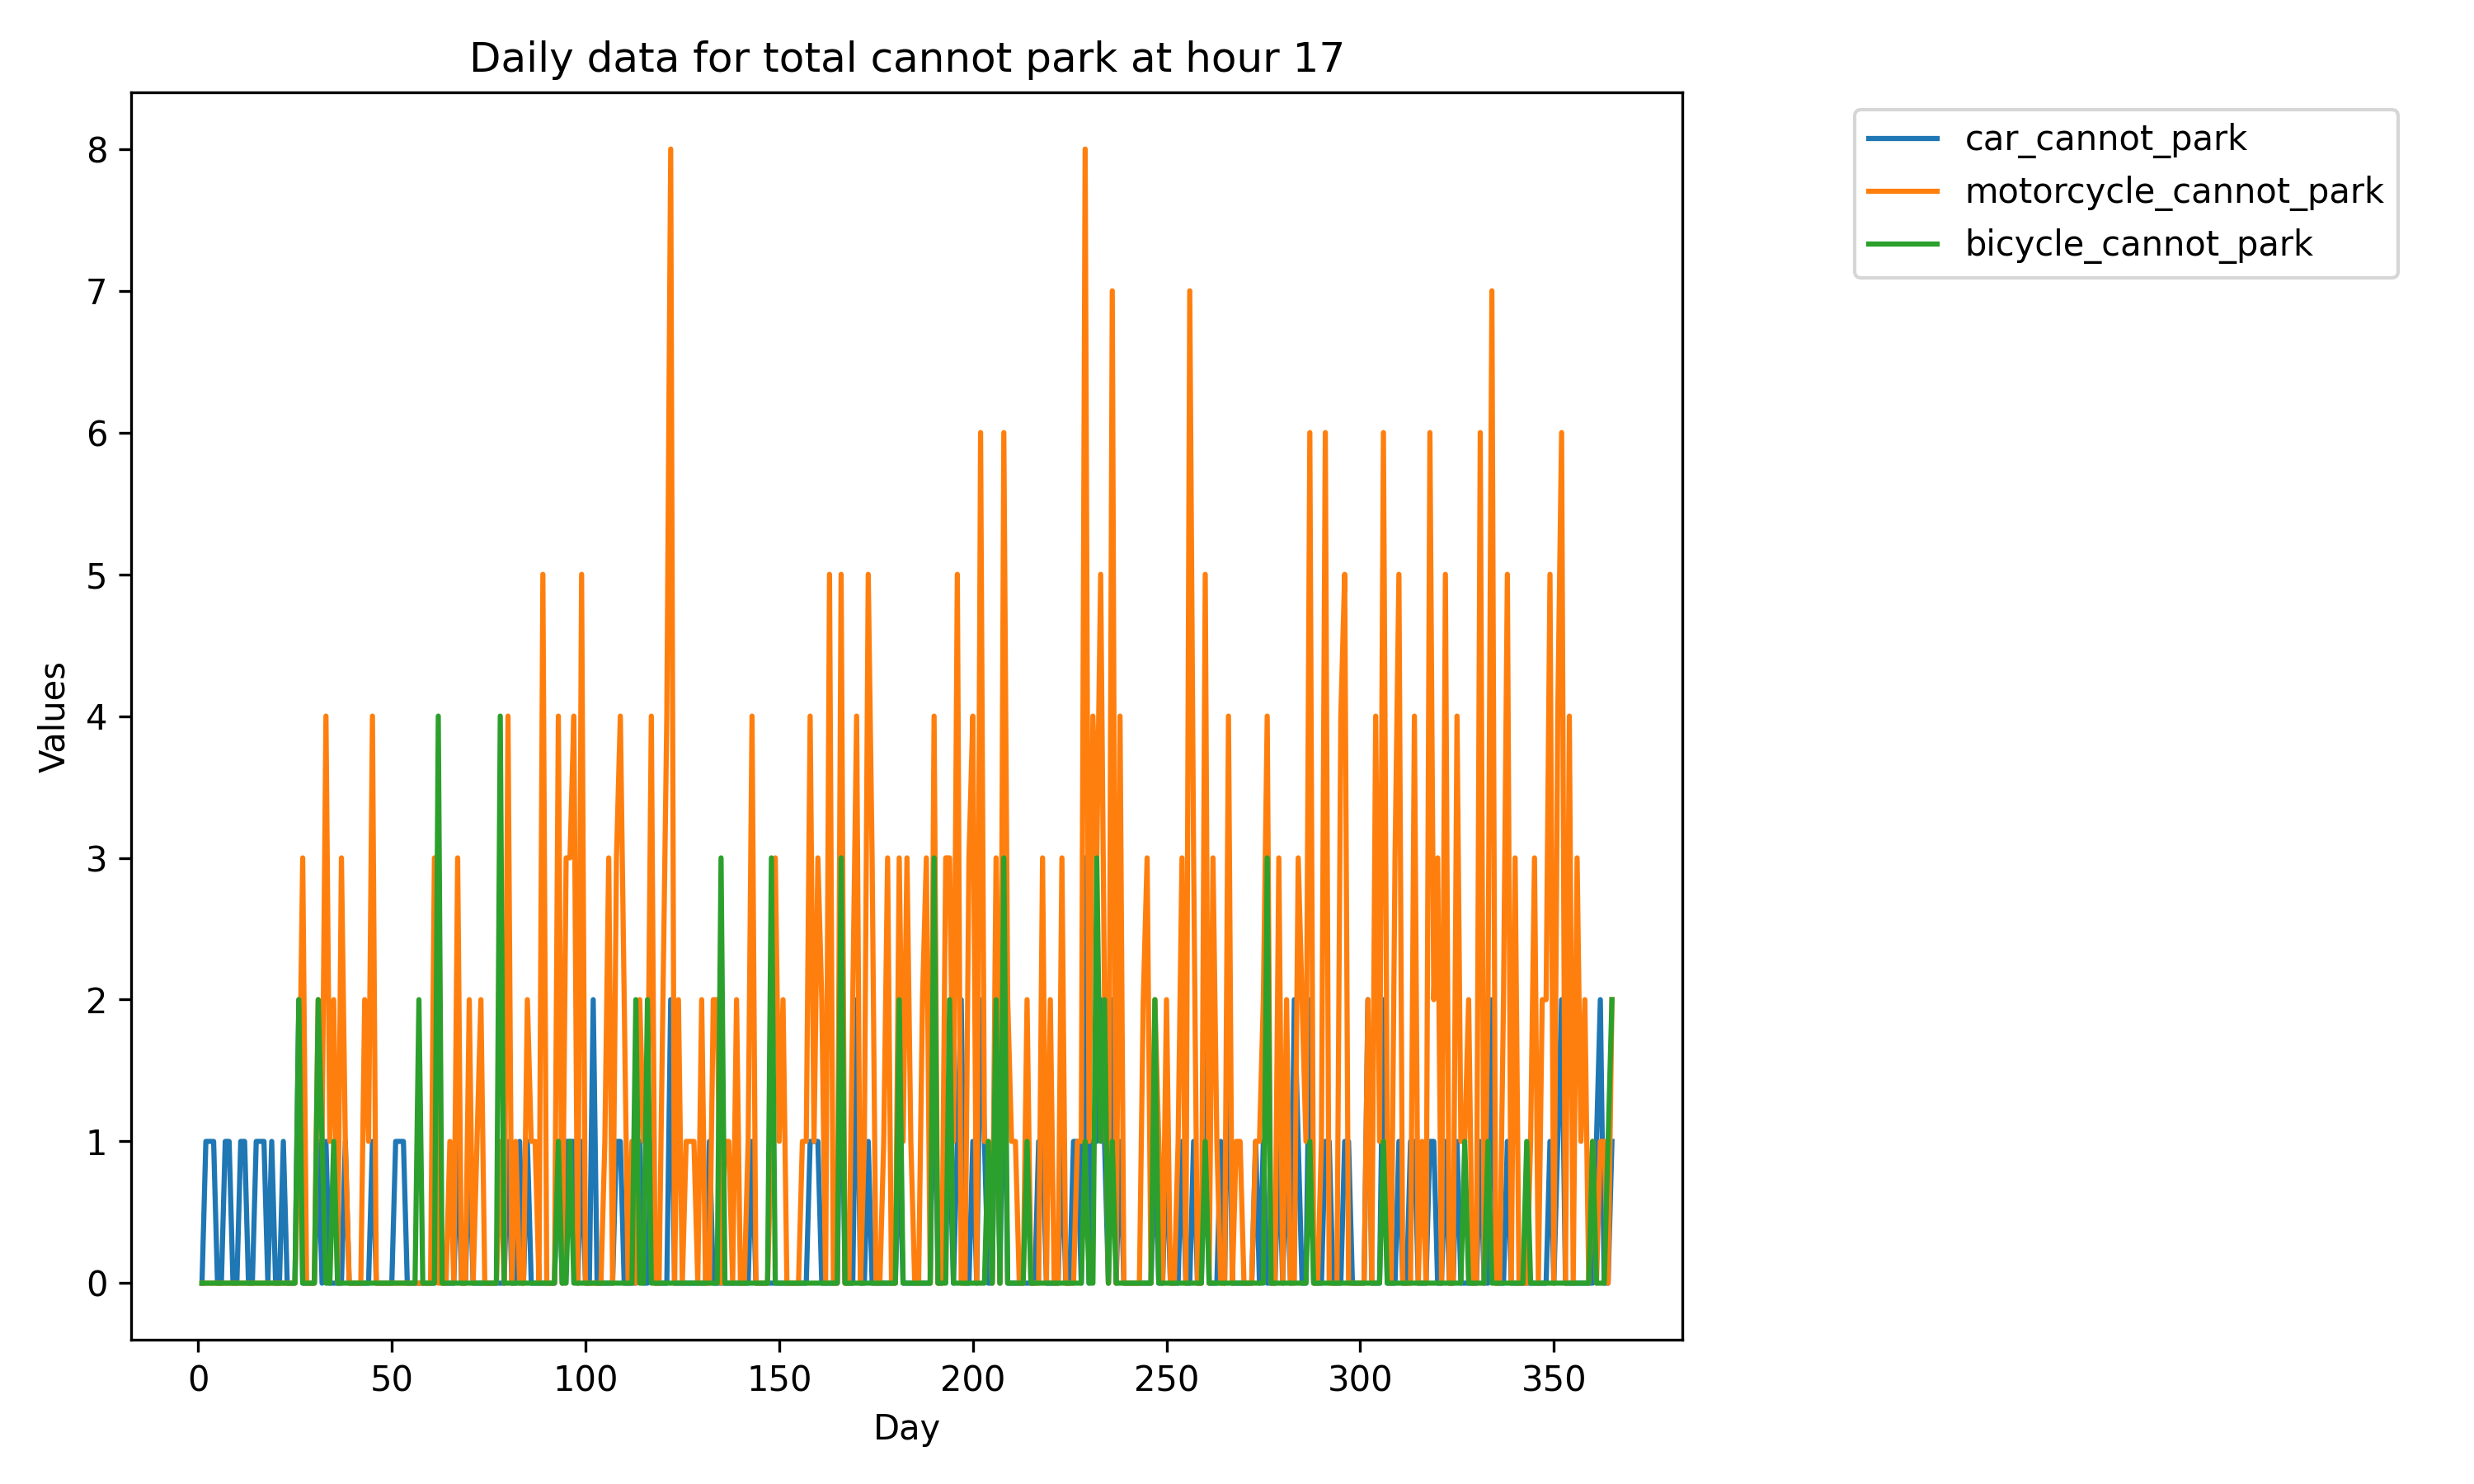 Daily data for total cannot park at hour 17
car_cannot_park
motorcycle_cannot_park
bicycle_cannot_park
8
7
6
5
4
3
2
1
0
Values
0 50 100 150 200 250 300 350
Day